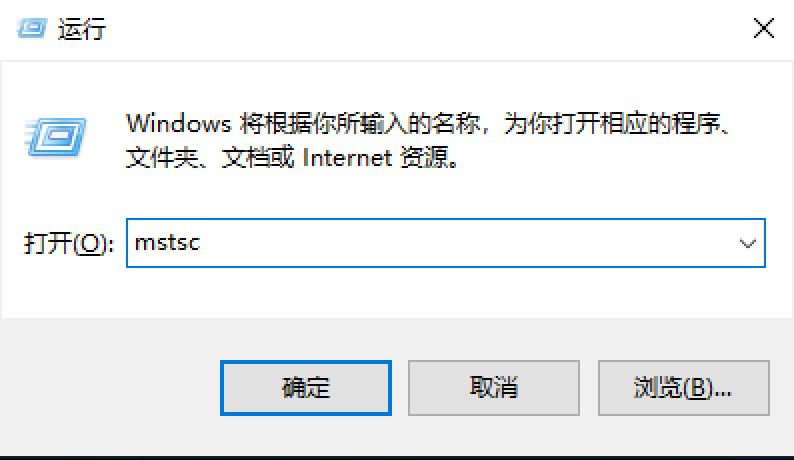 运行
Windows 将根据你所输入的名称，为你打开相应的程序、
文件夹、文档或 Internet 资源。
打开(O): mstsc
确定 取消 浏览(B)...